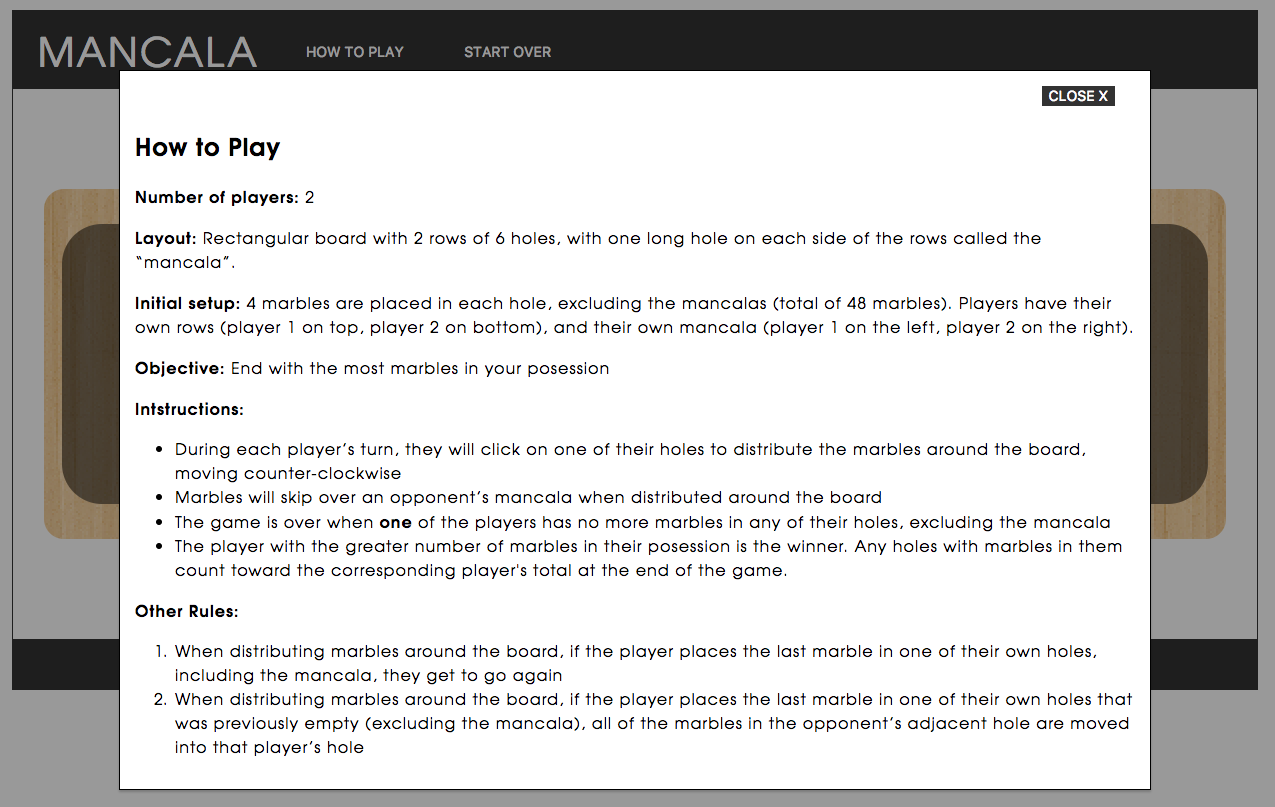 MANCALA HOW TO PLAY START OVER
CLOSE X
How to Play
Number of players: 2
Layout: Rectangular board with 2 rows of 6 holes, with one long hole on each side of the rows called the
“mancala”.
Initial setup: 4 marbles are placed in each hole, excluding the mancalas (total of 48 marbles). Players have their
own rows (player 1 on top, player 2 on bottom), and their own mancala (player 1 on the left, player 2 on the right).
Objective: End with the most marbles in your posession
Intstructions:
• During each player’s turn, they will click on one of their holes to distribute the marbles around the board,
moving counter-clockwise
• Marbles will skip over an opponent’s mancala when distributed around the board
• The game is over when one of the players has no more marbles in any of their holes, excluding the mancala
• The player with the greater number of marbles in their posession is the winner. Any holes with marbles in them
count toward the corresponding player's total at the end of the game.
Other Rules:
1. When distributing marbles around the board, if the player places the last marble in one of their own holes,
including the mancala, they get to go again
2. When distributing marbles around the board, if the player places the last marble in one of their own holes that
was previously empty (excluding the mancala), all of the marbles in the opponent’s adjacent hole are moved
into that player’s hole